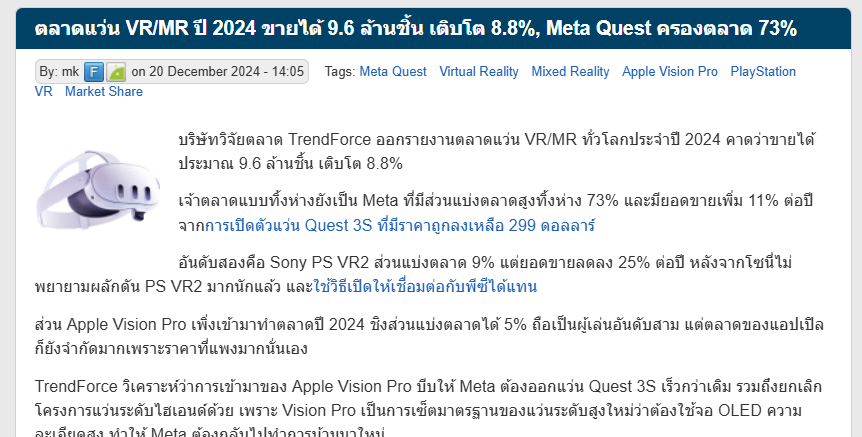 ตลาดแว่น VR/MR ปี 2024 ขายได้ 9.6 ล้านชิ้น เติบโต 8.8%, Meta Quest ครองตลาด 73%
By: mk F on 20 December 2024 - 14:05 Tags: Meta Quest Virtual Reality Mixed Reality Apple Vision Pro PlayStation
VR Market Share
บริษัทวิจัยตลาด TrendForce ออกรายงานตลาดแว่น VR/MR ทั่วโลกประจำปี 2024 คาดว่าขายได้
ประมาณ 9.6 ล้านชิ้น เติบโต 8.8%
เจ้าตลาดแบบทิ้งห่างยังเป็น Meta ที่มีส่วนแบ่งตลาดสูงทิ้งห่าง 73% และมียอดขายเพิ่ม 11% ต่อปี
จากการเปิดตัวแว่น Quest 3S ที่มีราคาถูกลงเหลือ 299 ดอลลาร์
อันดับสองคือ Sony PS VR2 ส่วนแบ่งตลาด 9% แต่ยอดขายลดลง 25% ต่อปี หลังจากโซนี่ไม่
พยายามผลักดัน PS VR2 มากนักแล้ว และใช้วิธีเปิดให้เชื่อมต่อกับพีซีได้แทน
ส่วน Apple Vision Pro เพิ่งเข้ามาทำตลาดปี 2024 ชิงส่วนแบ่งตลาดได้ 5% ถือเป็นผู้เล่นอันดับสาม แต่ตลาดของแอปเปิล
ก็ยังจำกัดมากเพราะราคาที่แพงมากนั่นเอง
TrendForce วิเคราะห์ว่าการเข้ามาของ Apple Vision Pro บีบให้ Meta ต้องออกแว่น Quest 3S เร็วกว่าเดิม รวมถึงยกเลิก
โครงการแว่นระดับไฮเอนด์ด้วย เพราะ Vision Pro เป็นการเซ็ตมาตรฐานของแว่นระดับสูงใหม่ว่าต้องใช้จอ OLED ความ
ละเอียดสูง ทำให้ Meta ต้องกลับไปทำการบ้านมาใหม่